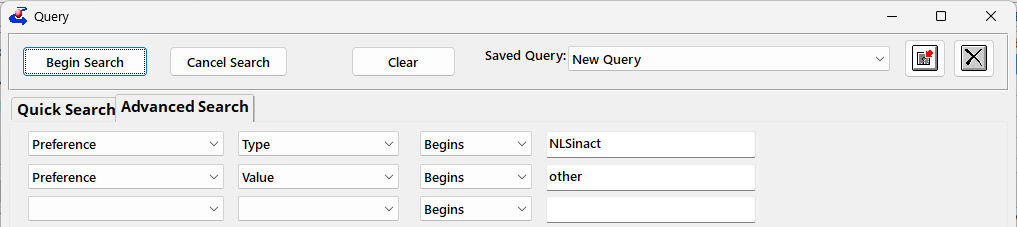 Query
Begin Search Cancel Search Clear Saved Query: New Query
Quick Search Advanced Search
Preference Type Begins NLSinact
Preference Value Begins other
Begins